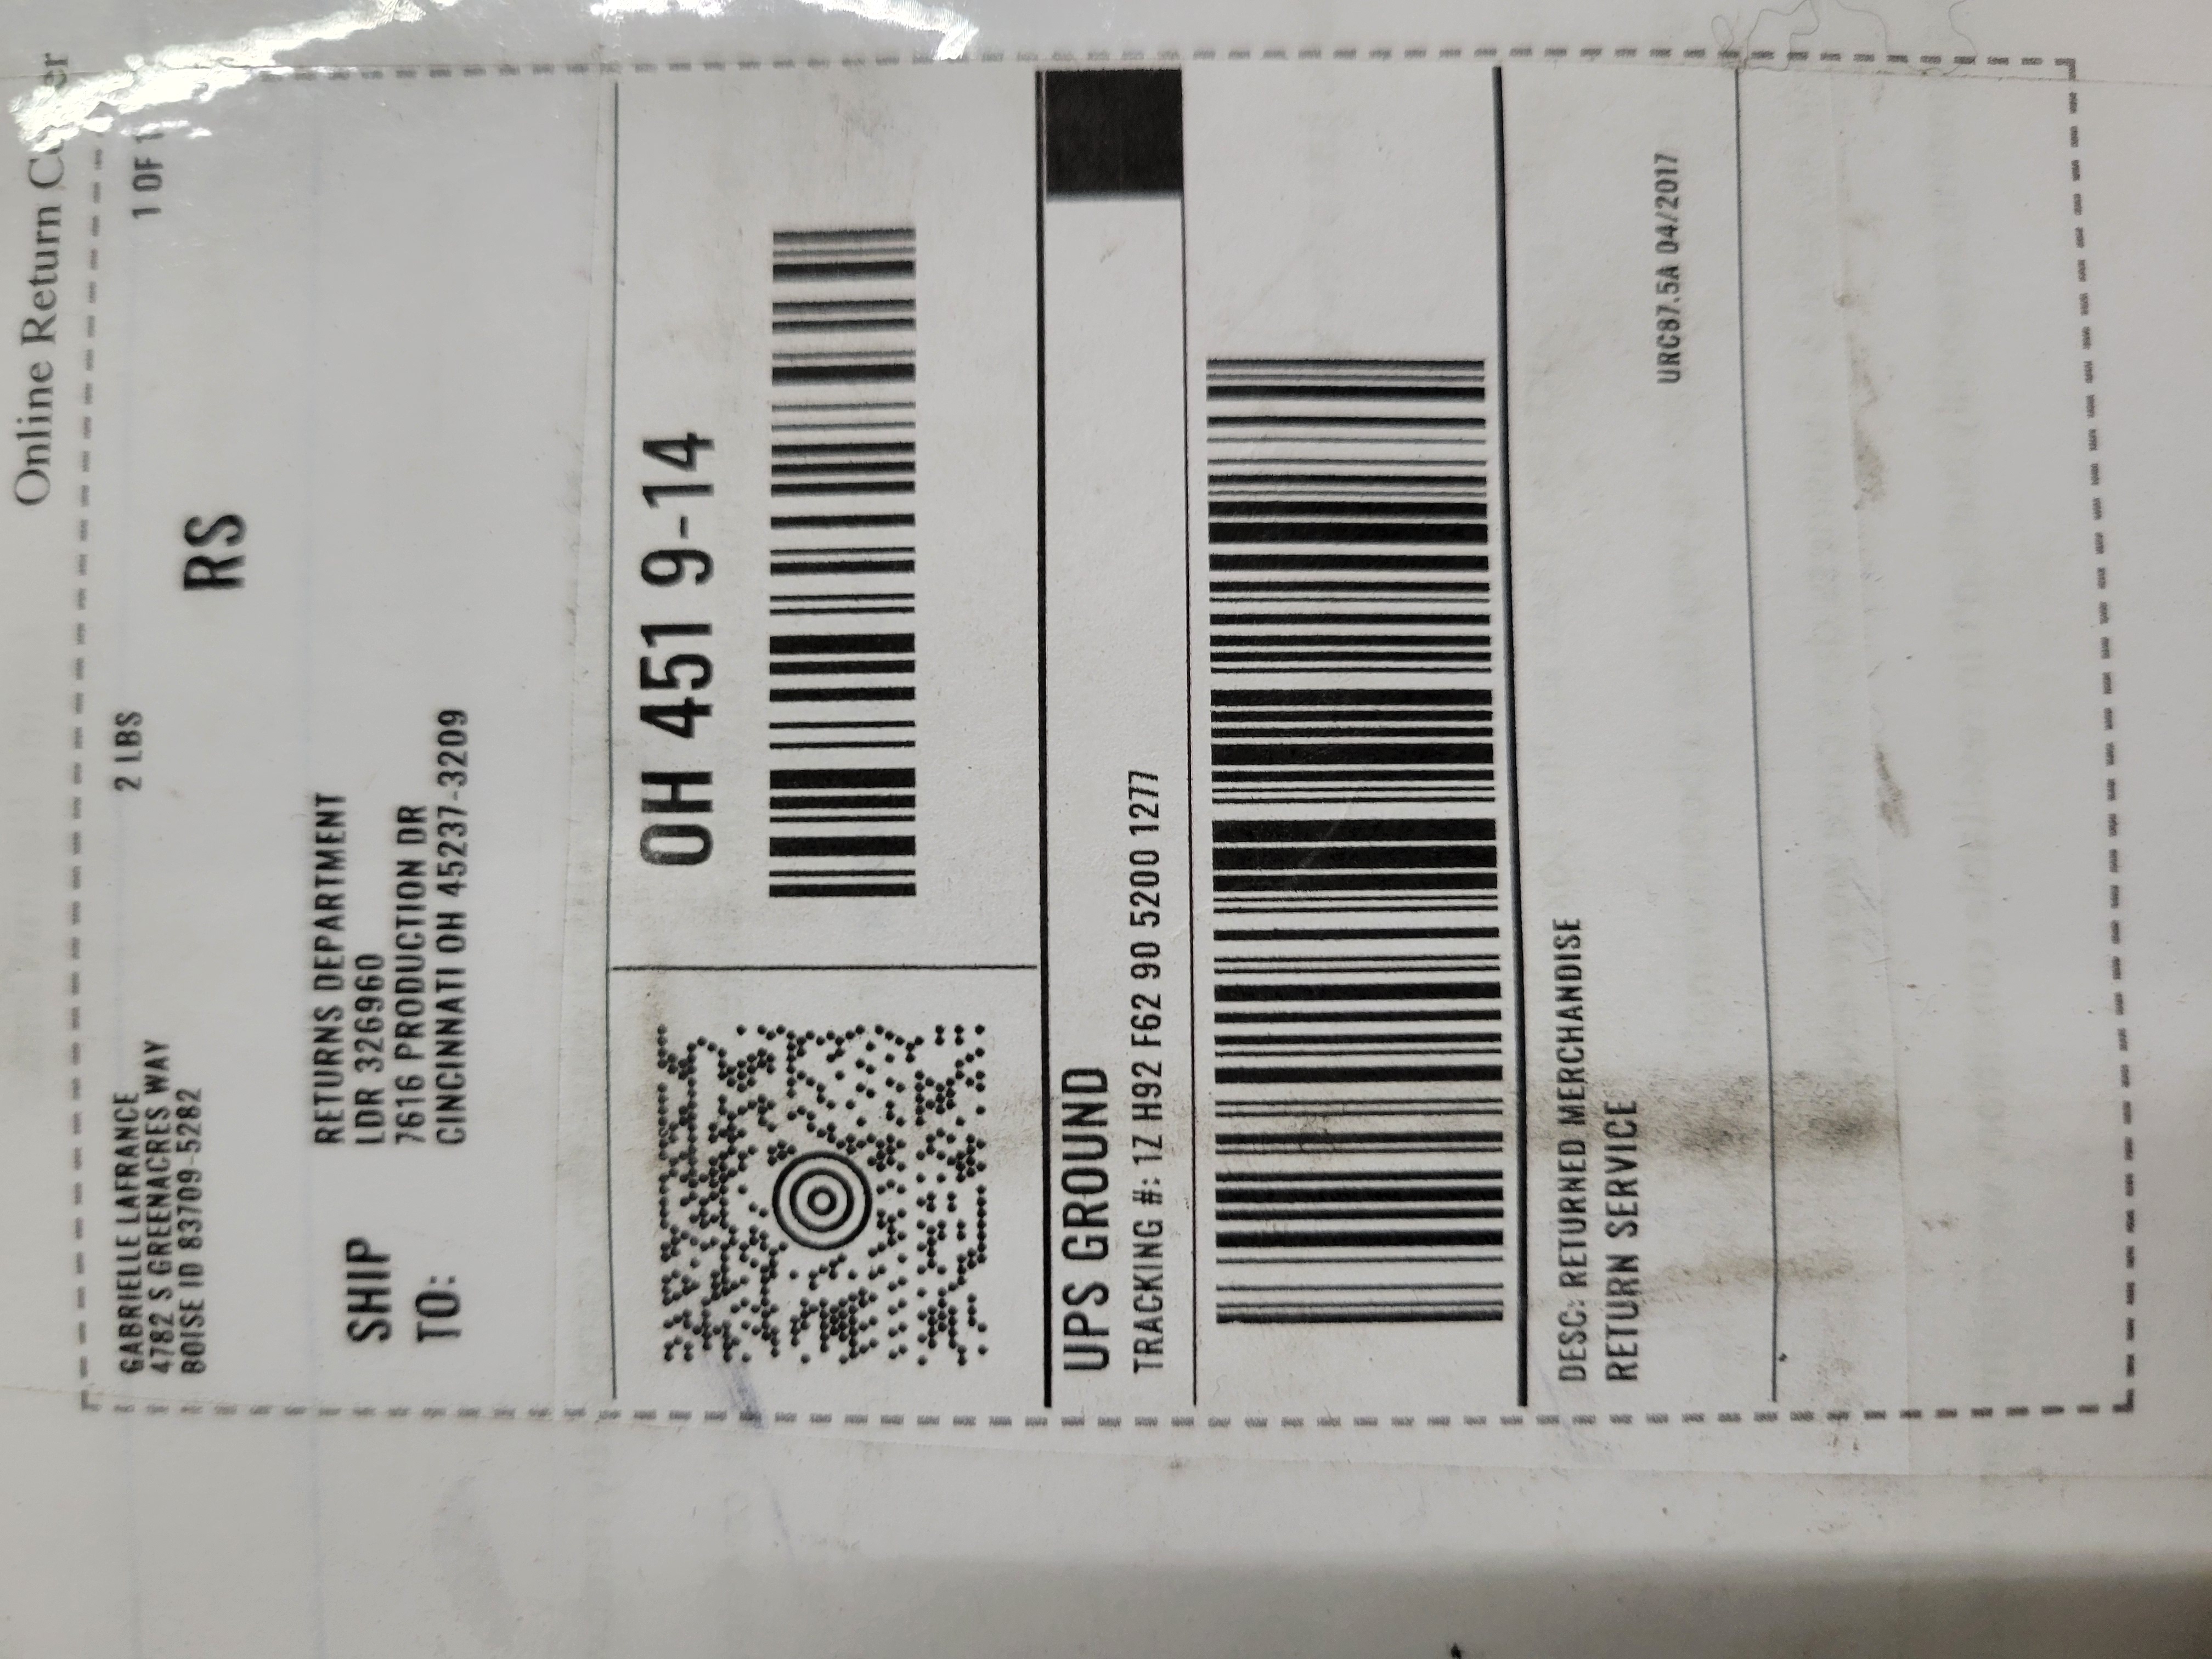 Online Return
GABRIELLE LAFRANCE
4782 S GREENACRES WAY
BOISE ID 83709-5282
2 LBS
1 OF 1
RS
SHIP
TO:
RETURNS DEPARTMENT
LDR 326960
7616 PRODUCTION DR
CINCINNATI OH 45237-3209
OH 451 9-14
UPS GROUND
TRACKING #: 1Z H92 F62 90 5200 1277
DESC: RETURNED MERCHANDISE
RETURN SERVICE
URC87.5A 04/2017